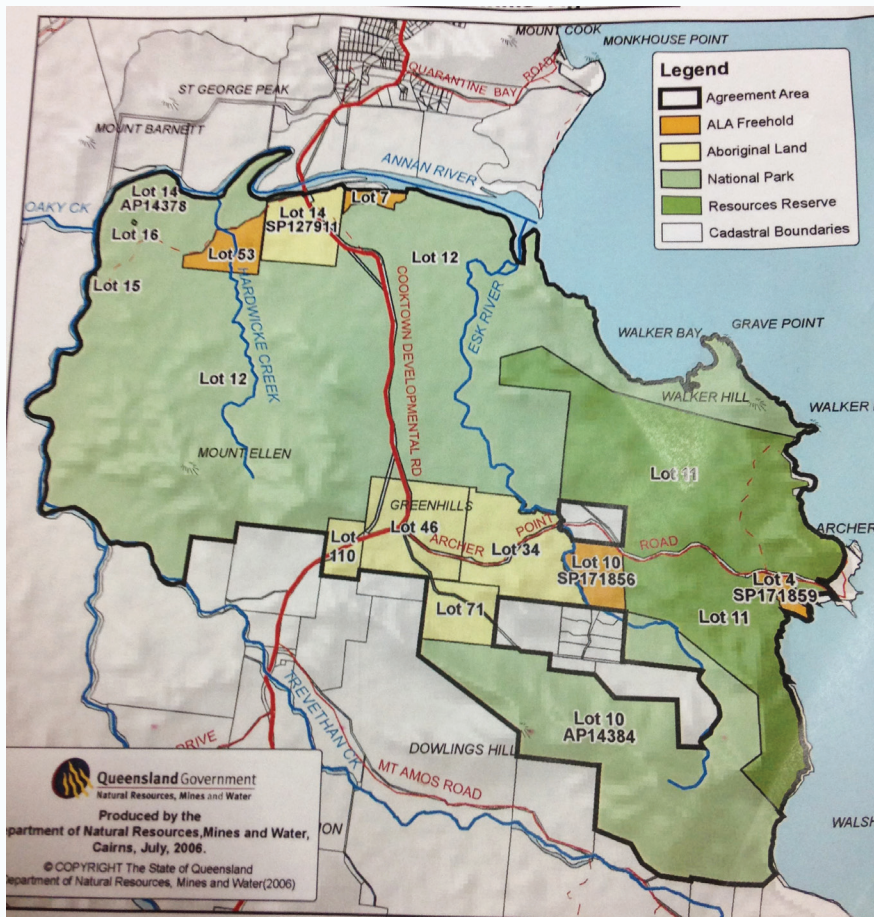 MOUNT COOK
MONKHOUSE POINT
QUARANTINE BAY ROAD
ST GEORGE PEAK
MOUNT BARNETT
ANNAN RIVER
Legend
Agreement Area
ALA Freehold
Aboriginal Land
National Park
Resources Reserve
Cadastral Boundaries
OAKY CK
Lot 14
AP14378
Lot 16
Lot 15
Lot 53
Lot 14
SP127911
Lot 7
Lot 12
HARDWICKE CREEK
COOKTOWN DEVELOPMENTAL RD
ESK RIVER
WALKER BAY
GRAVE POINT
WALKER HILL
WALKER
Lot 12
MOUNT ELLEN
Lot 11
GREENHILLS
Lot 46
Lot
110
ARCHER POINT ROAD
Lot 34
ARCHER
Lot 10
SP171856
Lot 4
SP171859
Lot 71
Lot 11
Lot 10
AP14384
TREVETHAN CK
DRIVE
DOWLINGS HILL
MT AMOS ROAD
WALSH
ION
Queensland Government
Natural Resources, Mines and Water
Produced by the
epartment of Natural Resources,Mines and Water,
Cairns, July, 2006.
© COPYRIGHT The State of Queensland
Department of Natural Resources, Mines and Water(2006)